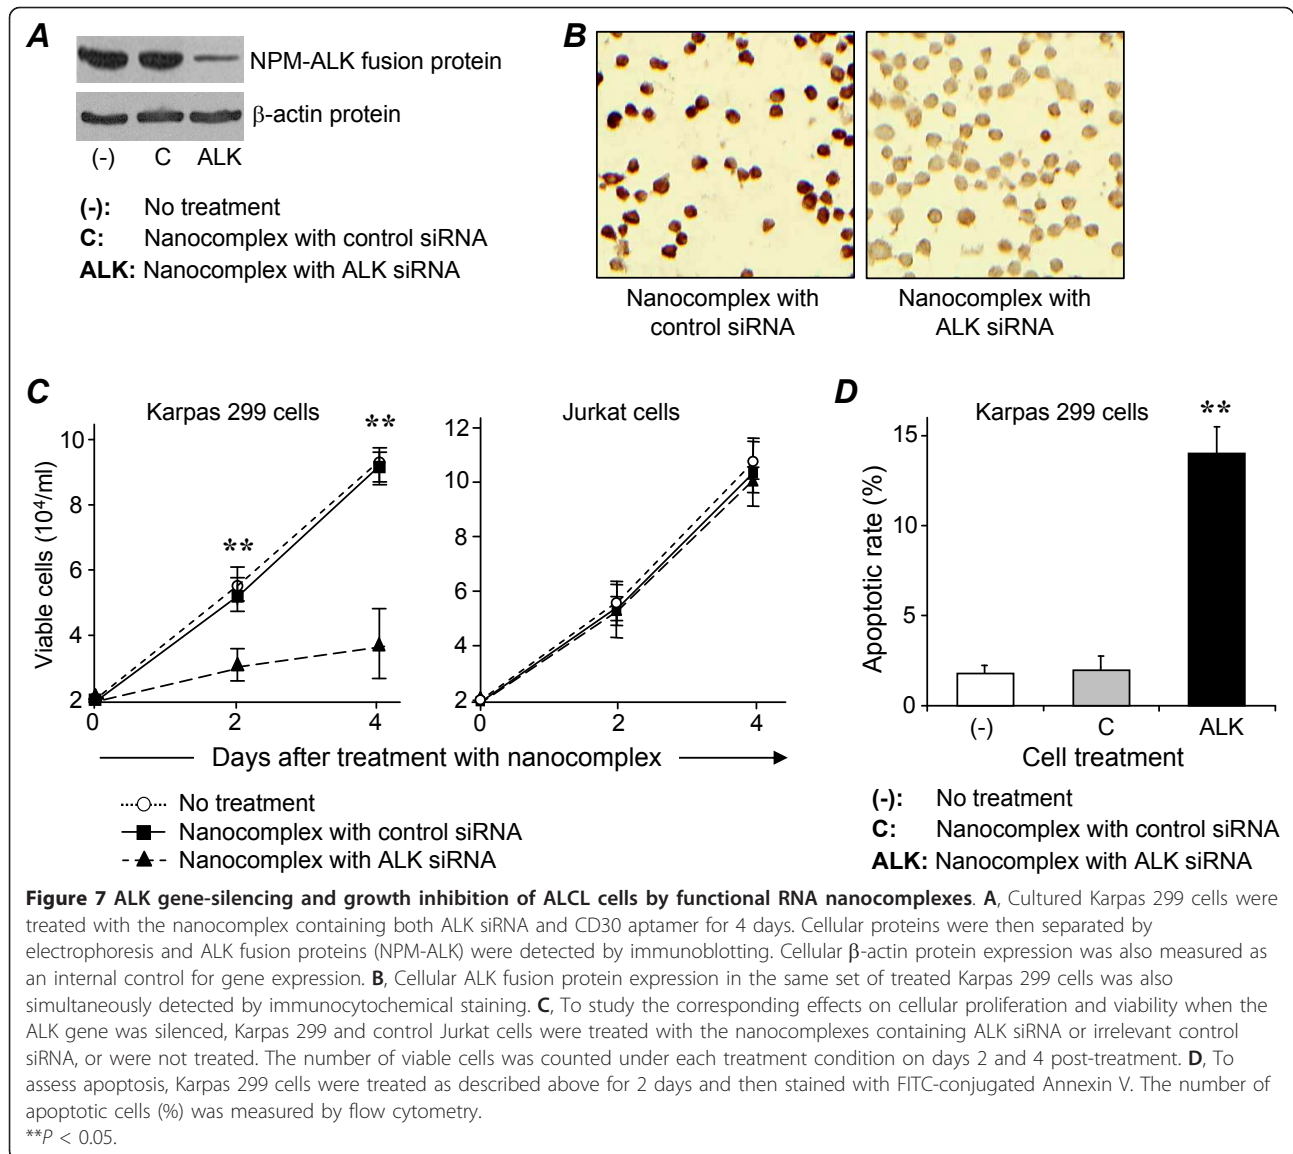 A
NPM-ALK fusion protein
β-actin protein
(-) C ALK
(-): No treatment
C: Nanocomplex with control siRNA
ALK: Nanocomplex with ALK siRNA
B
Nanocomplex with
control siRNA
Nanocomplex with
ALK siRNA
C
Karpas 299 cells
**
**
Viable cells (10⁴/ml)
10
8
6
4
2
0 2 4
Jurkat cells
12
10
8
6
4
2
0 2 4
Days after treatment with nanocomplex
No treatment
Nanocomplex with control siRNA
Nanocomplex with ALK siRNA
D
Karpas 299 cells
**
Apoptotic rate (%)
15
10
5
0
(-) C ALK
Cell treatment
(-): No treatment
C: Nanocomplex with control siRNA
ALK: Nanocomplex with ALK siRNA
Figure 7 ALK gene-silencing and growth inhibition of ALCL cells by functional RNA nanocomplexes. A, Cultured Karpas 299 cells were
treated with the nanocomplex containing both ALK siRNA and CD30 aptamer for 4 days. Cellular proteins were then separated by
electrophoresis and ALK fusion proteins (NPM-ALK) were detected by immunoblotting. Cellular β-actin protein expression was also measured as
an internal control for gene expression. B, Cellular ALK fusion protein expression in the same set of treated Karpas 299 cells was also
simultaneously detected by immunocytochemical staining. C, To study the corresponding effects on cellular proliferation and viability when the
ALK gene was silenced, Karpas 299 and control Jurkat cells were treated with the nanocomplexes containing ALK siRNA or irrelevant control
siRNA, or were not treated. The number of viable cells was counted under each treatment condition on days 2 and 4 post-treatment. D, To
assess apoptosis, Karpas 299 cells were treated as described above for 2 days and then stained with FITC-conjugated Annexin V. The number of
apoptotic cells (%) was measured by flow cytometry.
**P < 0.05.